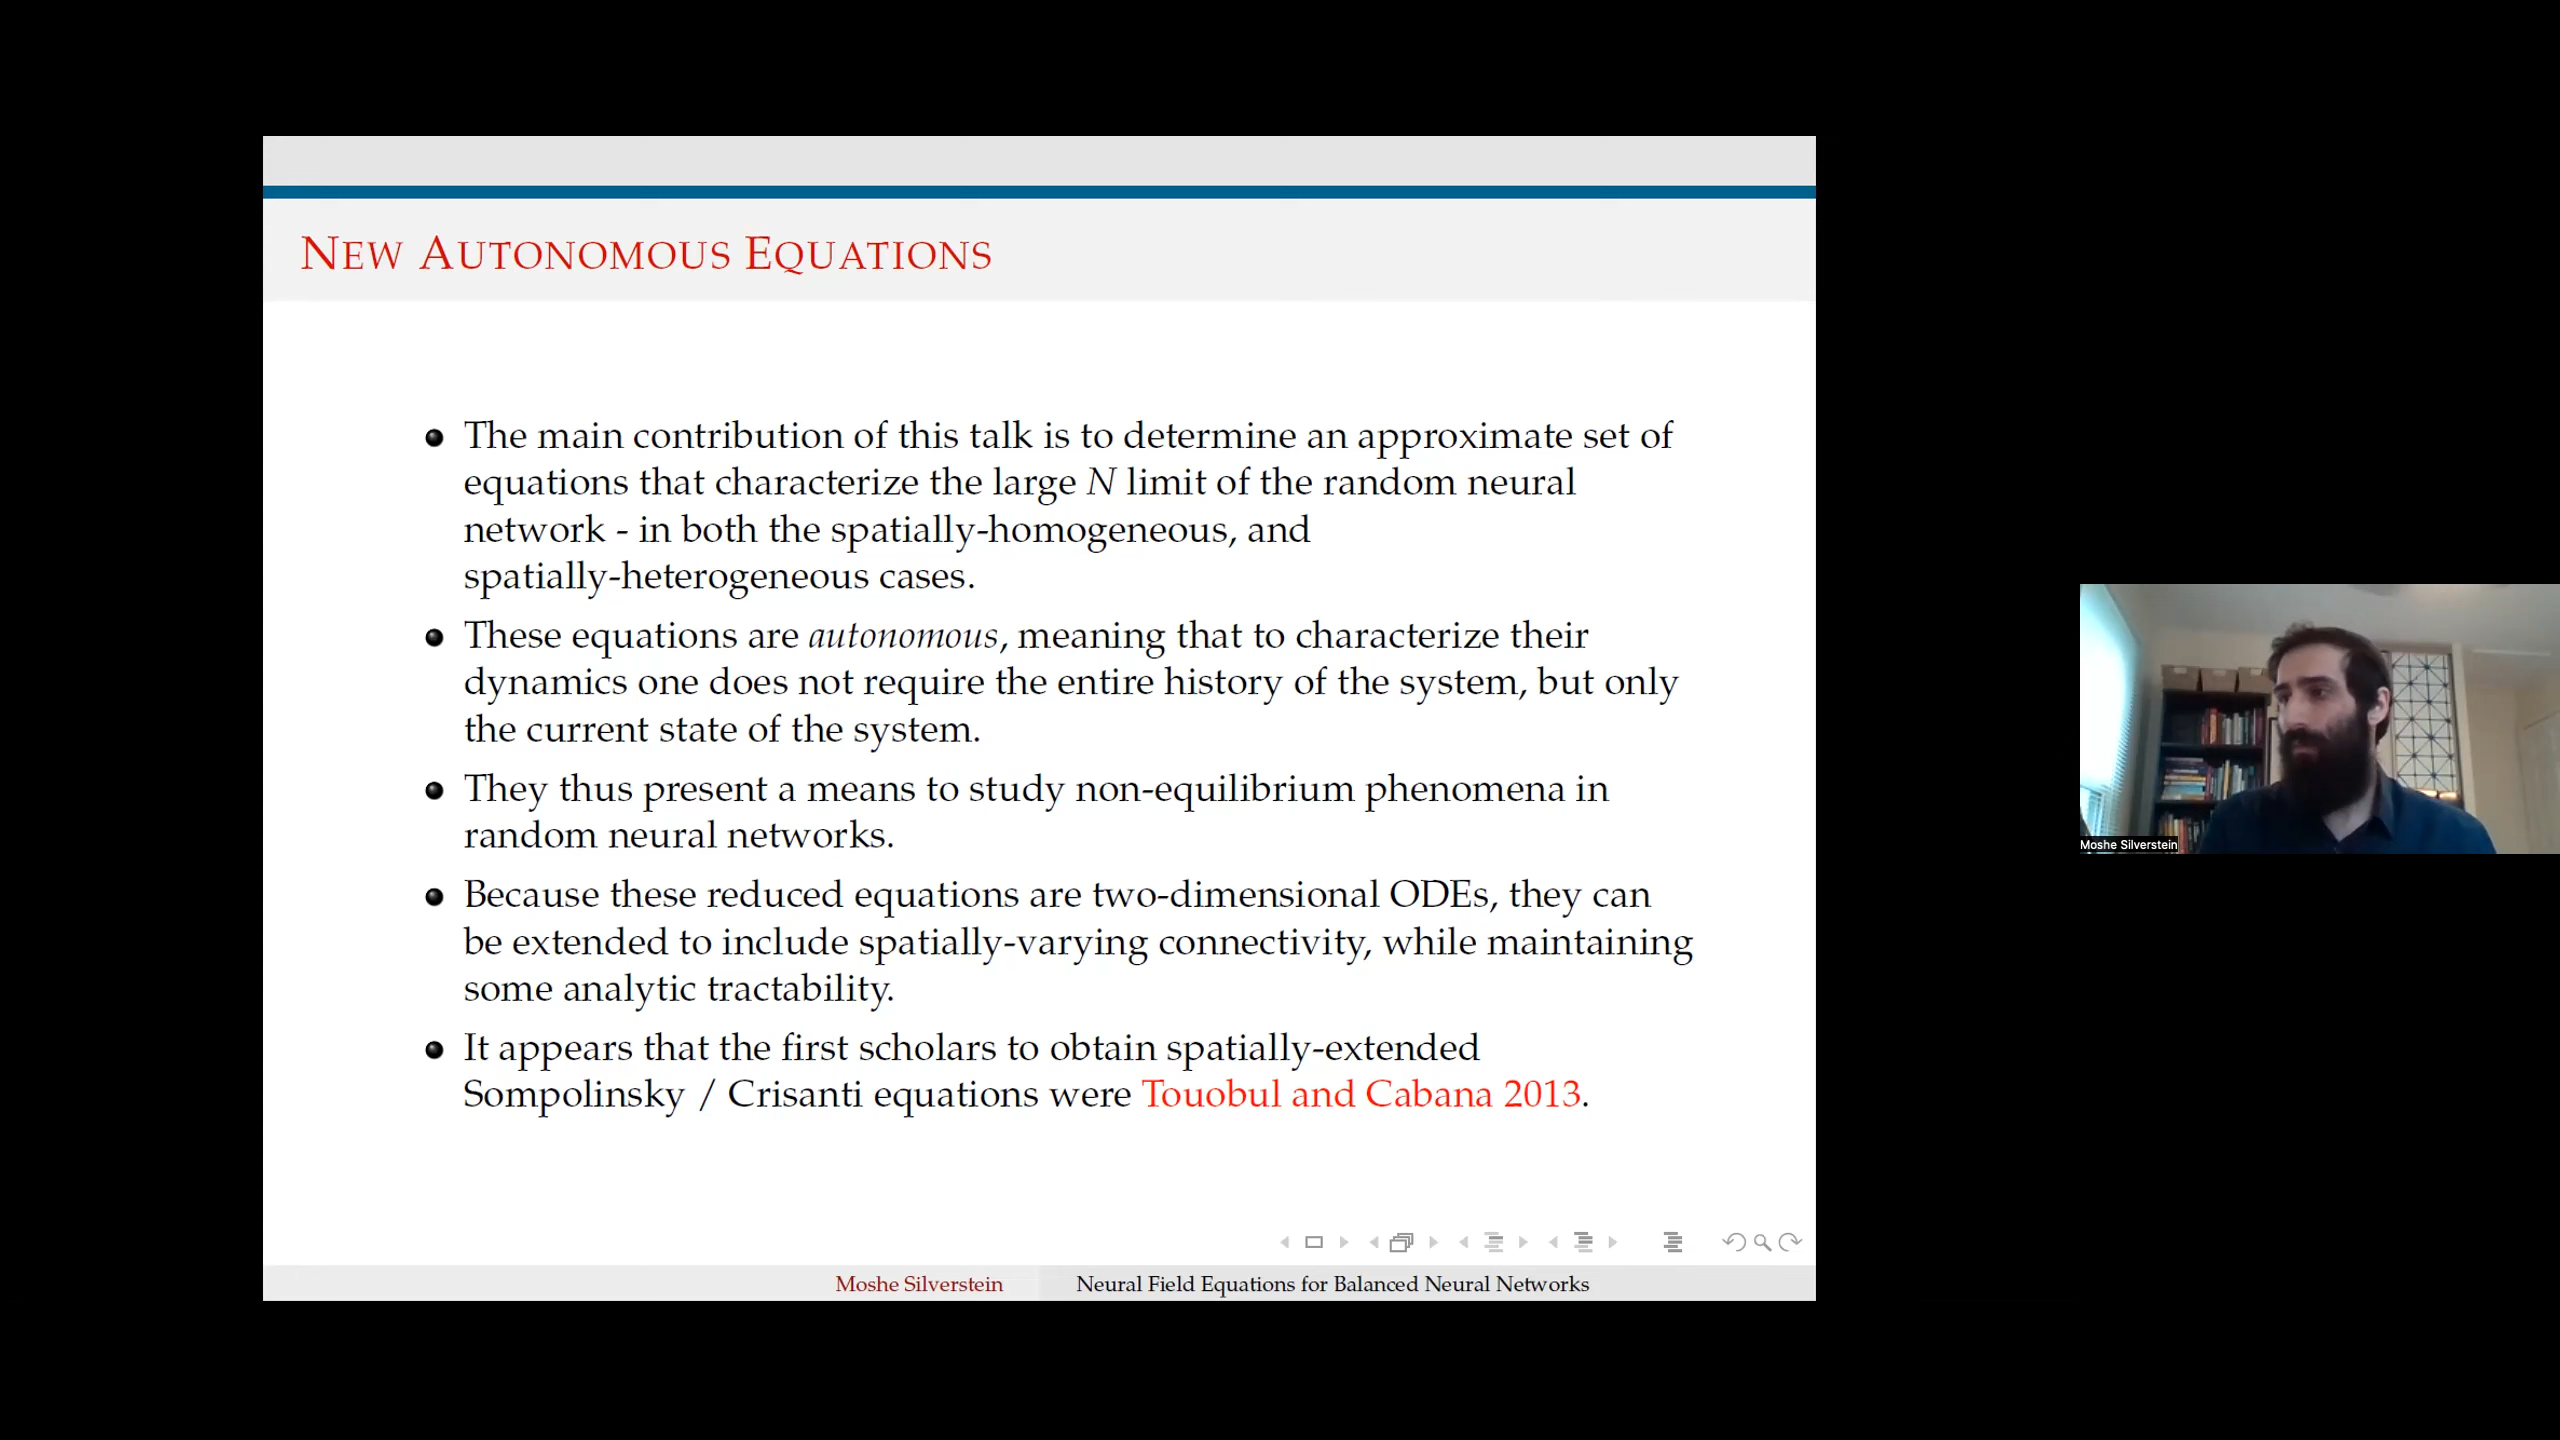 NEW AUTONOMOUS EQUATIONS
The main contribution of this talk is to determine an approximate set of
equations that characterize the large N limit of the random neural
network - in both the spatially-homogeneous, and
spatially-heterogeneous cases.
These equations are autonomous, meaning that to characterize their
dynamics one does not require the entire history of the system, but only
the current state of the system.
They thus present a means to study non-equilibrium phenomena in
random neural networks.
Because these reduced equations are two-dimensional ODEs, they can
be extended to include spatially-varying connectivity, while maintaining
some analytic tractability.
It appears that the first scholars to obtain spatially-extended
Sompolinsky / Crisanti equations were Touobul and Cabana 2013.
Moshe Silverstein
Neural Field Equations for Balanced Neural Networks
Moshe Silverstein